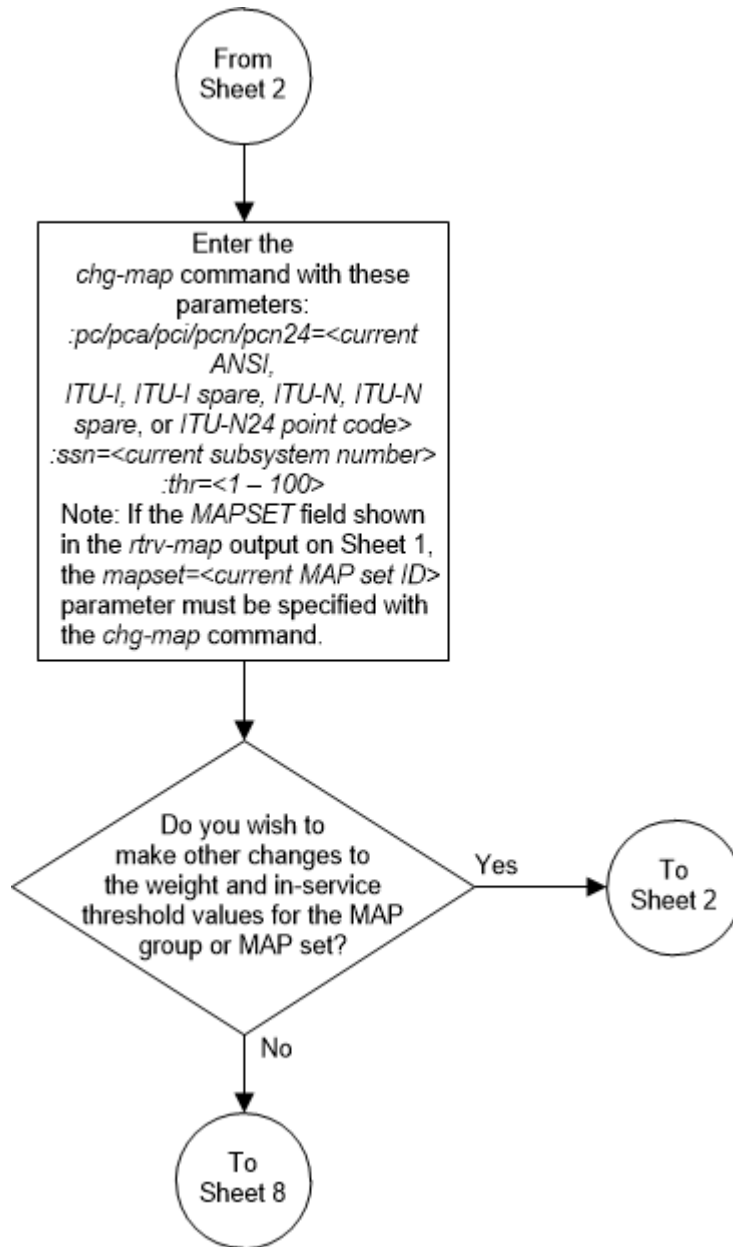 From
Sheet 2
Enter the
chg-map command with these
parameters:
:pc/pca/pci/pcn/pcn24=<current
ANSI,
ITU-I, ITU-I spare, ITU-N, ITU-N
spare, or ITU-N24 point code>
:ssn=<current subsystem number>
:thr=<1 – 100>
Note: If the MAPSET field shown
in the rtrv-map output on Sheet 1,
the mapset=<current MAP set ID>
parameter must be specified with
the chg-map command.
Do you wish to
make other changes to
the weight and in-service
threshold values for the MAP
group or MAP set?
Yes
To
Sheet 2
No
To
Sheet 8